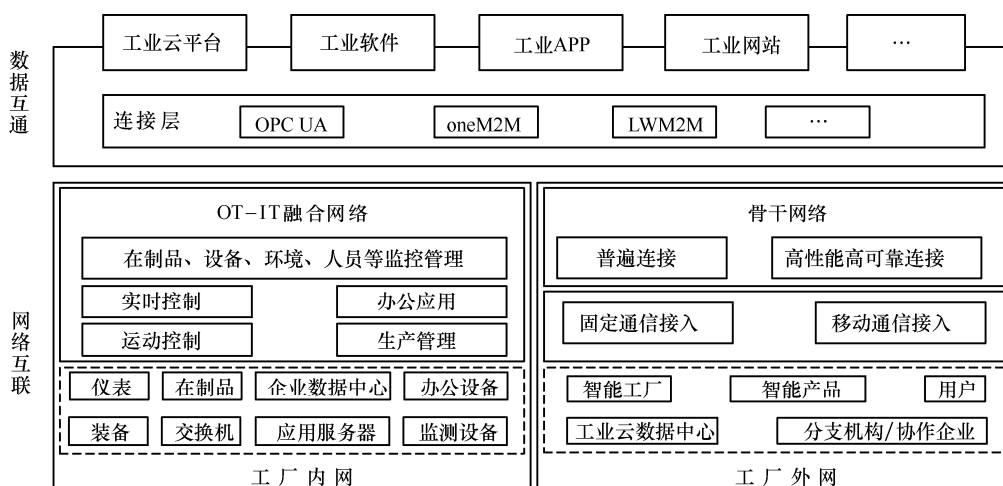 数据互通
工业云平台
工业软件
工业APP
工业网站
…
连接层
OPC UA
oneM2M
LWM2M
…
网络互联
OT-IT融合网络
在制品、设备、环境、人员等监控管理
实时控制
办公应用
运动控制
生产管理
仪表
在制品
企业数据中心
办公设备
装备
交换机
应用服务器
监测设备
工厂内网
骨干网络
普遍连接
高性能高可靠连接
固定通信接入
移动通信接入
智能工厂
智能产品
用户
工业云数据中心
分支机构/协作企业
工厂外网